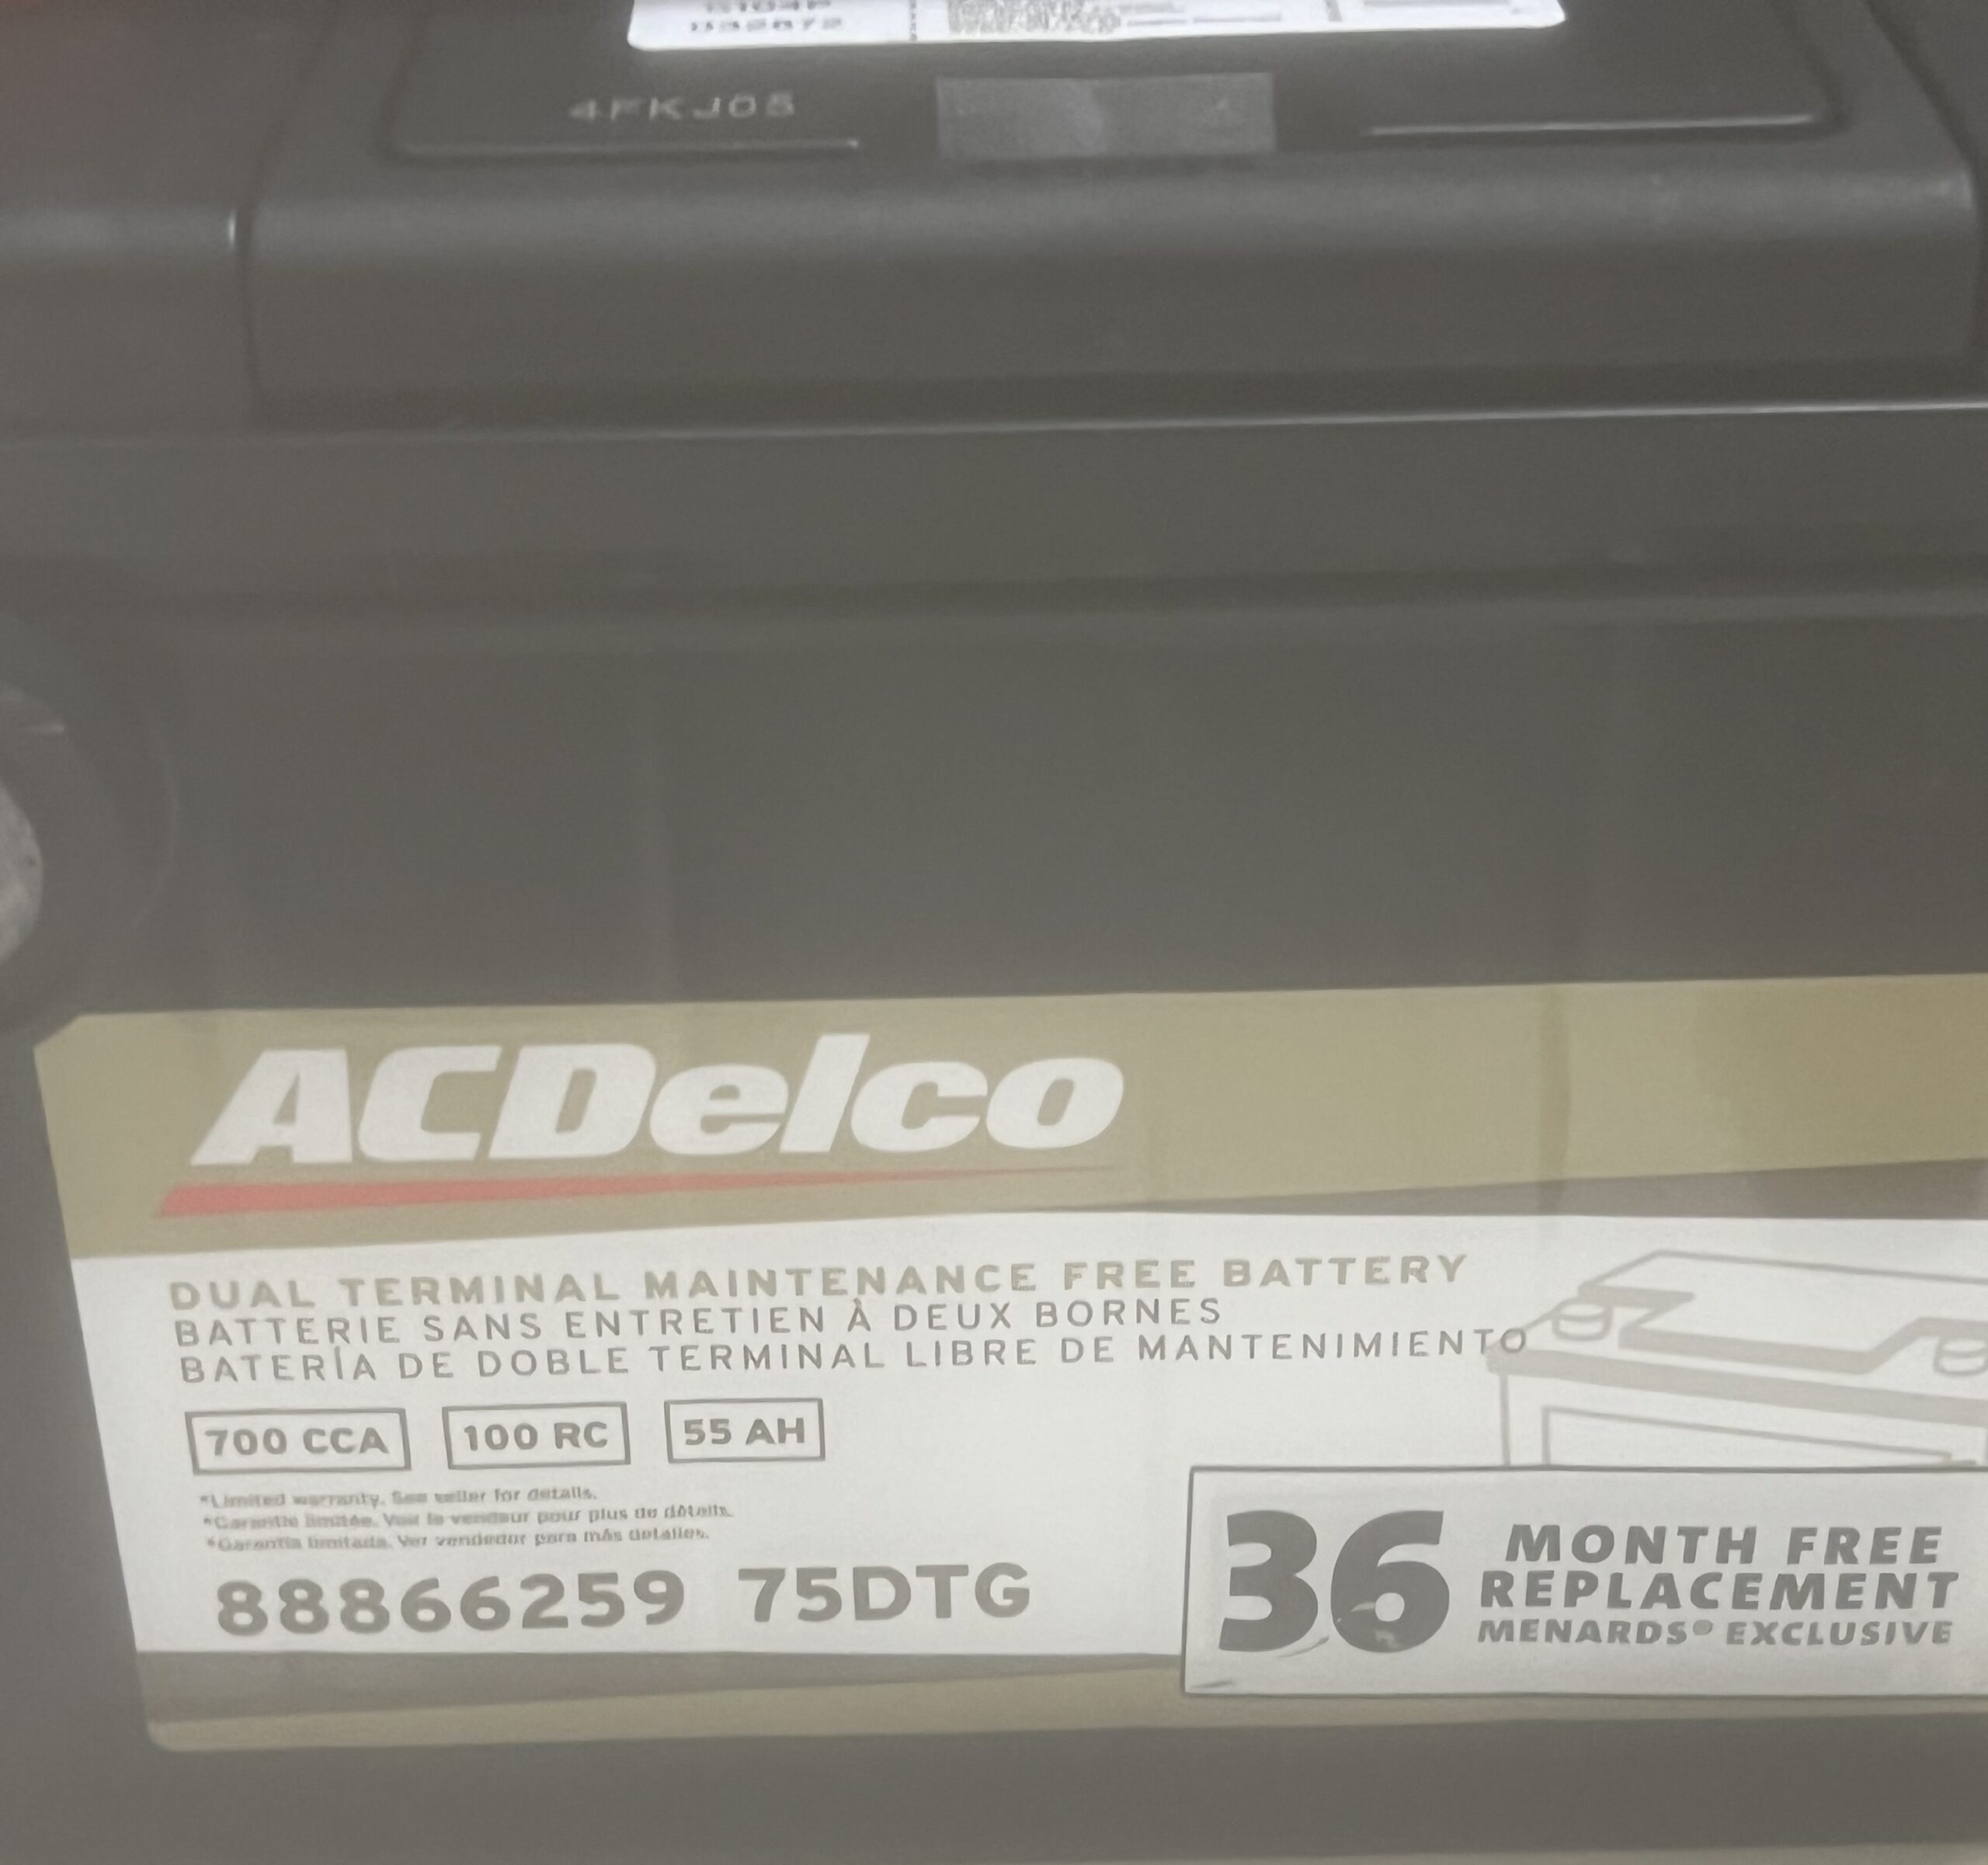 4FKJ05
ACDelco
DUAL TERMINAL MAINTENANCE FREE BATTERY
BATTERIE SANS ENTRETIEN À DEUX BORNES
BATERÍA DE DOBLE TERMINAL LIBRE DE MANTENIMIENTO
700 CCA 100 RC 55 AH
*Limited warranty. See seller for details.
*Garantie limitée. Voir le vendeur pour plus de détails.
*Garantía limitada. Ver vendedor para más detalles.
88866259 75DTG
36 MONTH FREE
REPLACEMENT
MENARDS® EXCLUSIVE